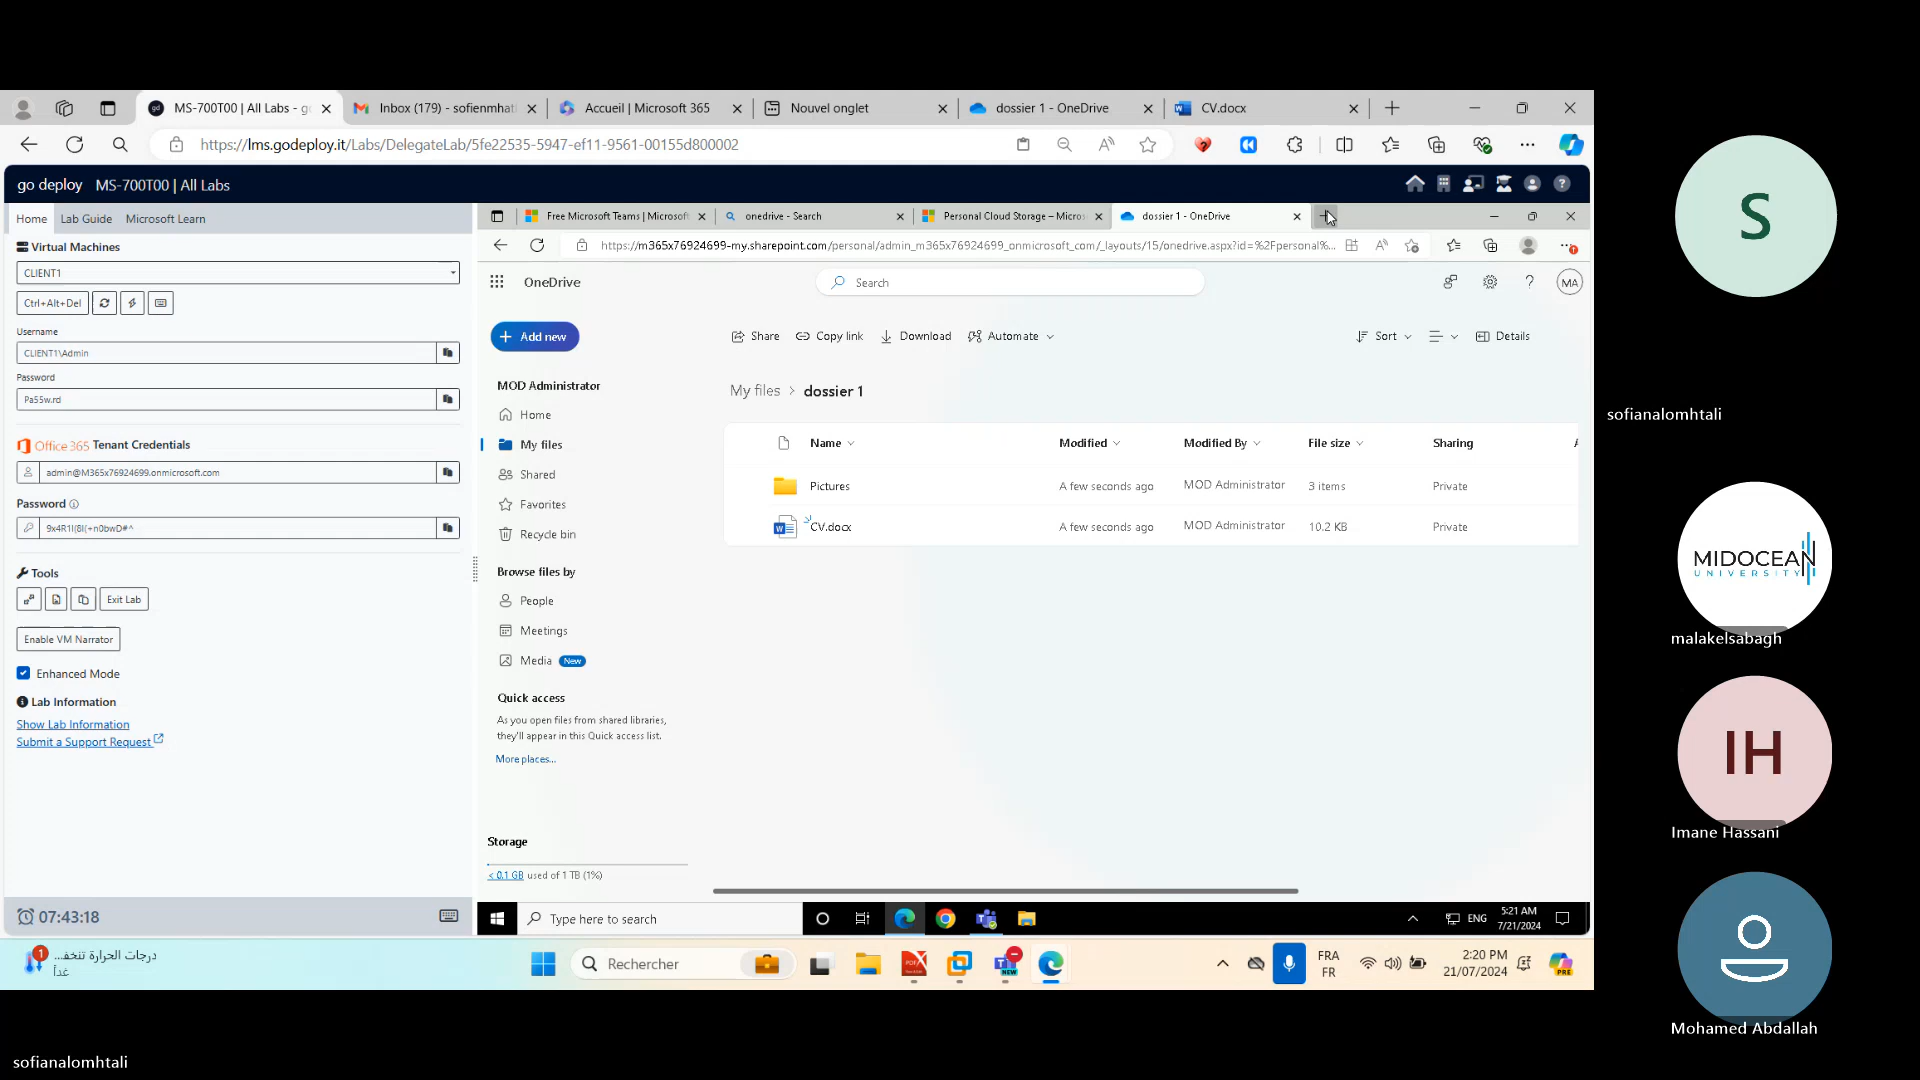 MS-700T00 | All Labs - g
Inbox (179) - sofienmhat
Accueil | Microsoft 365
Nouvel onglet
dossier 1 - OneDrive
CV.docx
https://lms.godeploy.it/Labs/DelegateLab/5fe22535-5947-ef11-9561-00155d800002
go deploy MS-700T00 | All Labs
Home Lab Guide Microsoft Learn
Virtual Machines
CLIENT1
Ctrl+Alt+Del
Username
CLIENT1\Admin
Password
Pa55w.rd
Office 365 Tenant Credentials
admin@M365x76924699.onmicrosoft.com
Password
Tools
Exit Lab
Enable VM Narrator
Enhanced Mode
Lab Information
Show Lab Information
Submit a Support Request
07:43:18
Free Microsoft Teams | Microsoft
onedrive - Search
Personal Cloud Storage – Micros
dossier 1 - OneDrive
https://m365x76924699-my.sharepoint.com/personal/admin_m365x76924699_onmicrosoft_com/_layouts/15/onedrive.aspx?id=%2Fpersonal%...
OneDrive
Search
MA
Add new
Share Copy link Download Automate
Sort Details
MOD Administrator
Home
My files
Shared
Favorites
Recycle bin
Browse files by
People
Meetings
Media New
Quick access
As you open files from shared libraries,
they'll appear in this Quick access list.
More places...
Storage
< 0.1 GB used of 1 TB (1%)
My files > dossier 1
Name Modified Modified By File size Sharing
Pictures A few seconds ago MOD Administrator 3 items Private
CV.docx A few seconds ago MOD Administrator 10.2 KB Private
Type here to search
ENG
5:21 AM
7/21/2024
1
درجات الحرارة تنخف...
غداً
Rechercher
NEW
FRA
FR
2:20 PM
21/07/2024
PRE
S
sofianalomhtali
MIDOCEAN
UNIVERSITY
malakelsabagh
IH
Imane Hassani
Mohamed Abdallah
sofianalomhtali